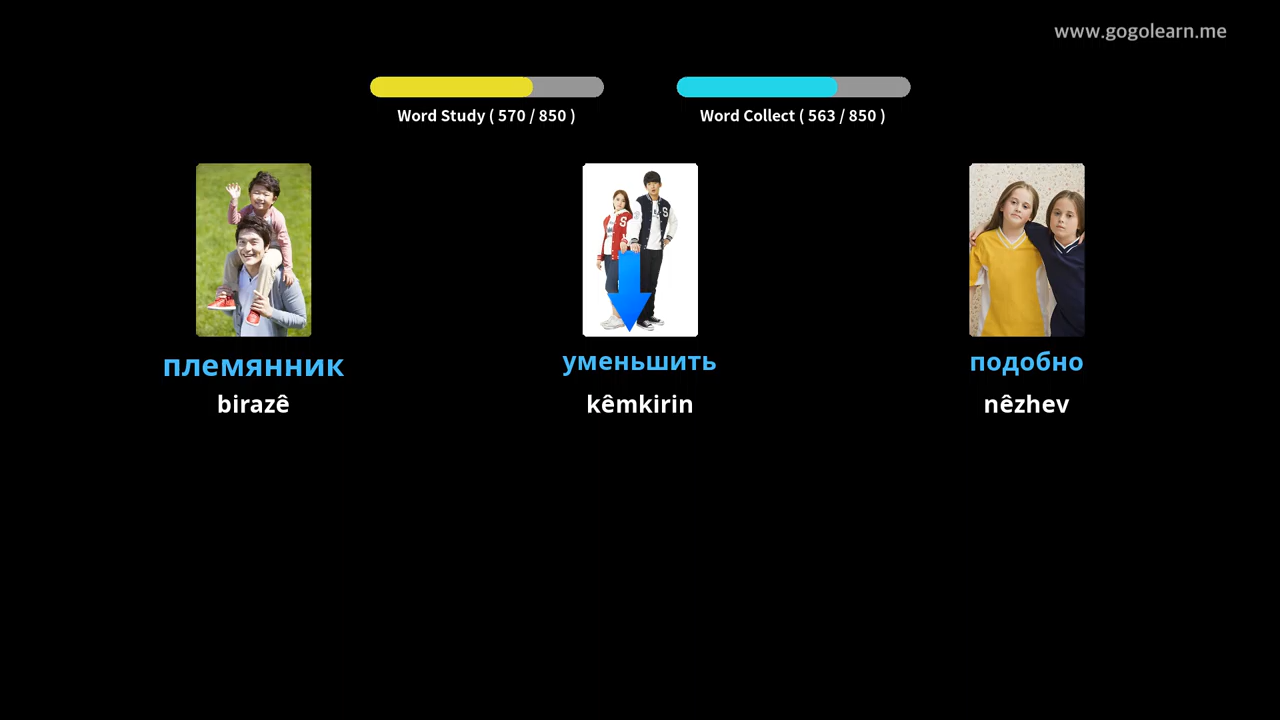 www.gogolearn.me
Word Study ( 570 / 850 )
Word Collect ( 563 / 850 )
племянник
уменьшить
подобно
birazê
kêmkirin
nêzhev